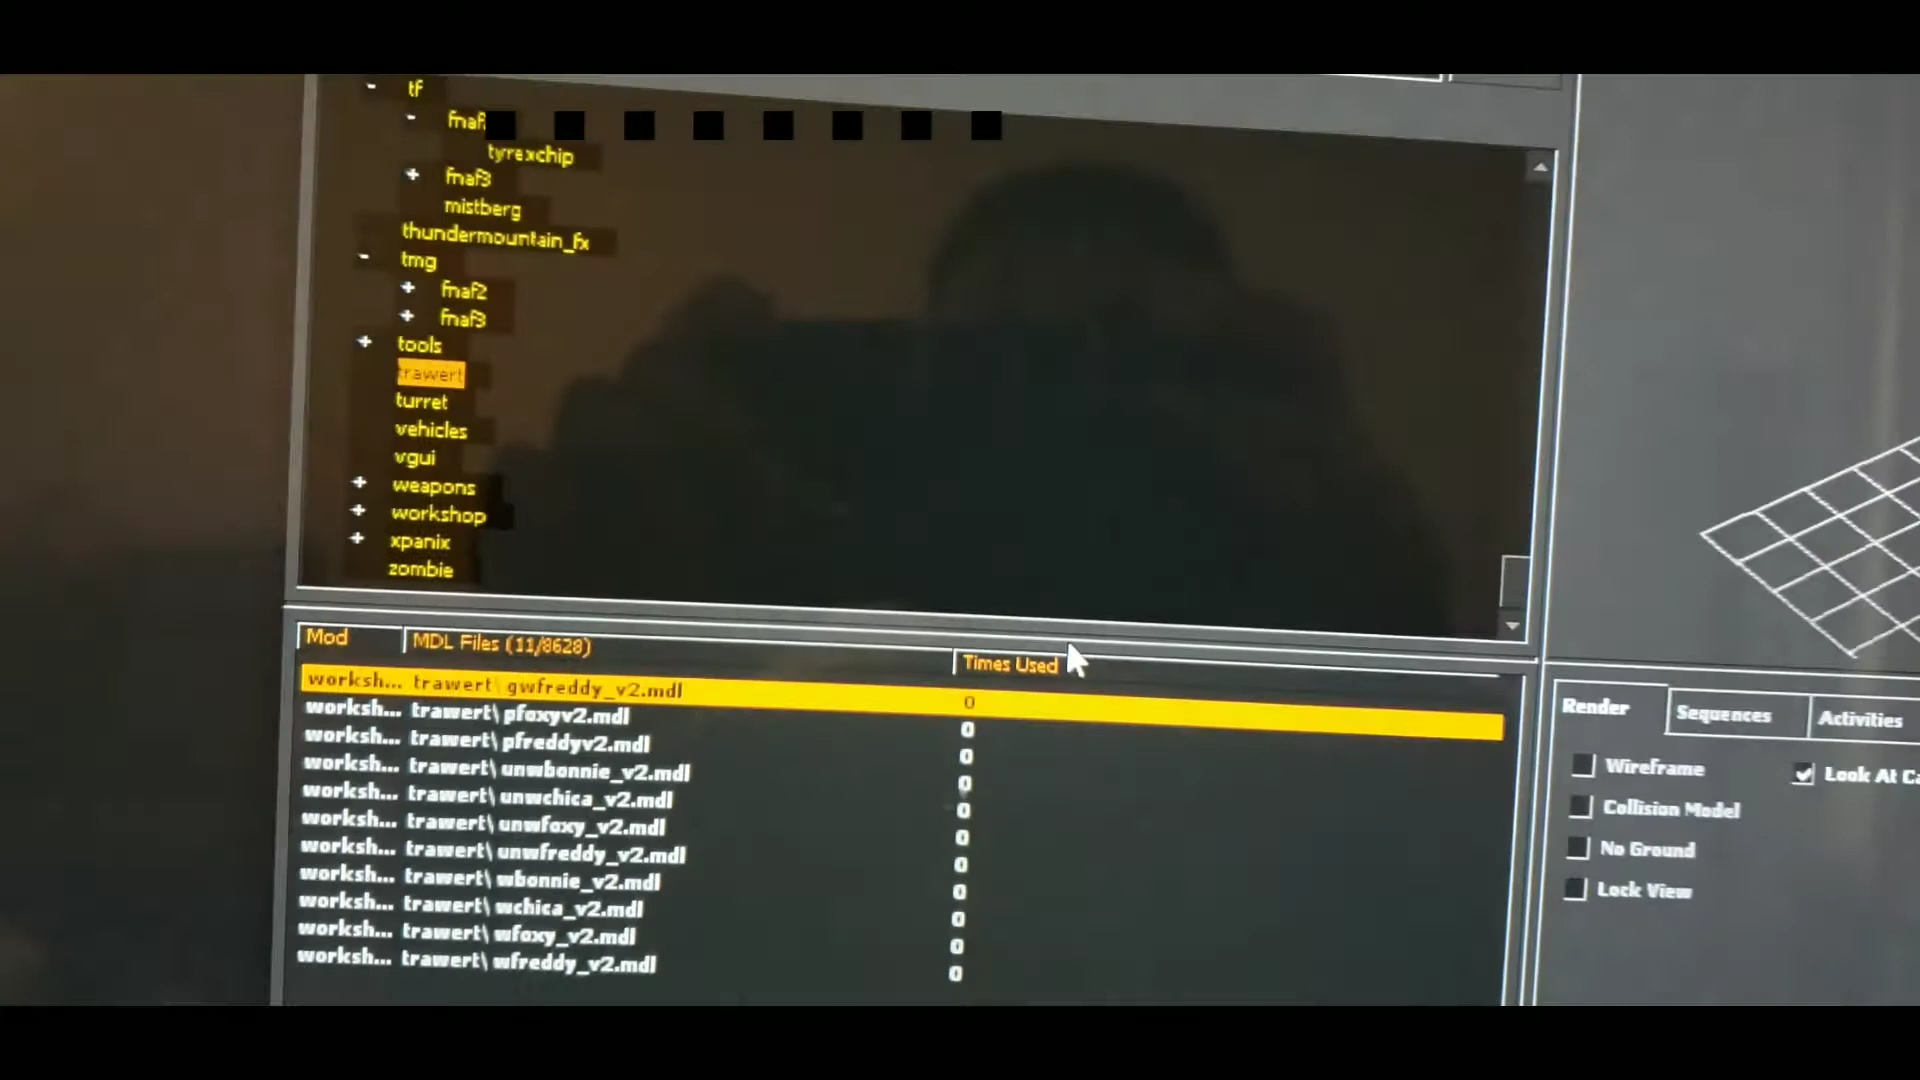 - tf
- fnaf
tyrexchip
+ fnaf3
mistberg
thundermountain_fx
- tmg
+ fnaf2
+ fnaf3
+ tools
trawert
turret
vehicles
vgui
+ weapons
+ workshop
+ xpanix
zombie
Mod MDL Files (11/8628) Times Used
worksh... trawert\gwfreddy_v2.mdl 0
worksh... trawert\pfoxyv2.mdl 0
worksh... trawert\pfreddyv2.mdl 0
worksh... trawert\unwbonnie_v2.mdl 0
worksh... trawert\unwchica_v2.mdl 0
worksh... trawert\unwfoxy_v2.mdl 0
worksh... trawert\unwfreddy_v2.mdl 0
worksh... trawert\wbonnie_v2.mdl 0
worksh... trawert\wchica_v2.mdl 0
worksh... trawert\wfoxy_v2.mdl 0
worksh... trawert\wfreddy_v2.mdl 0
Render Sequences Activities
Wireframe Look At
Collision Model
No Ground
Lock View